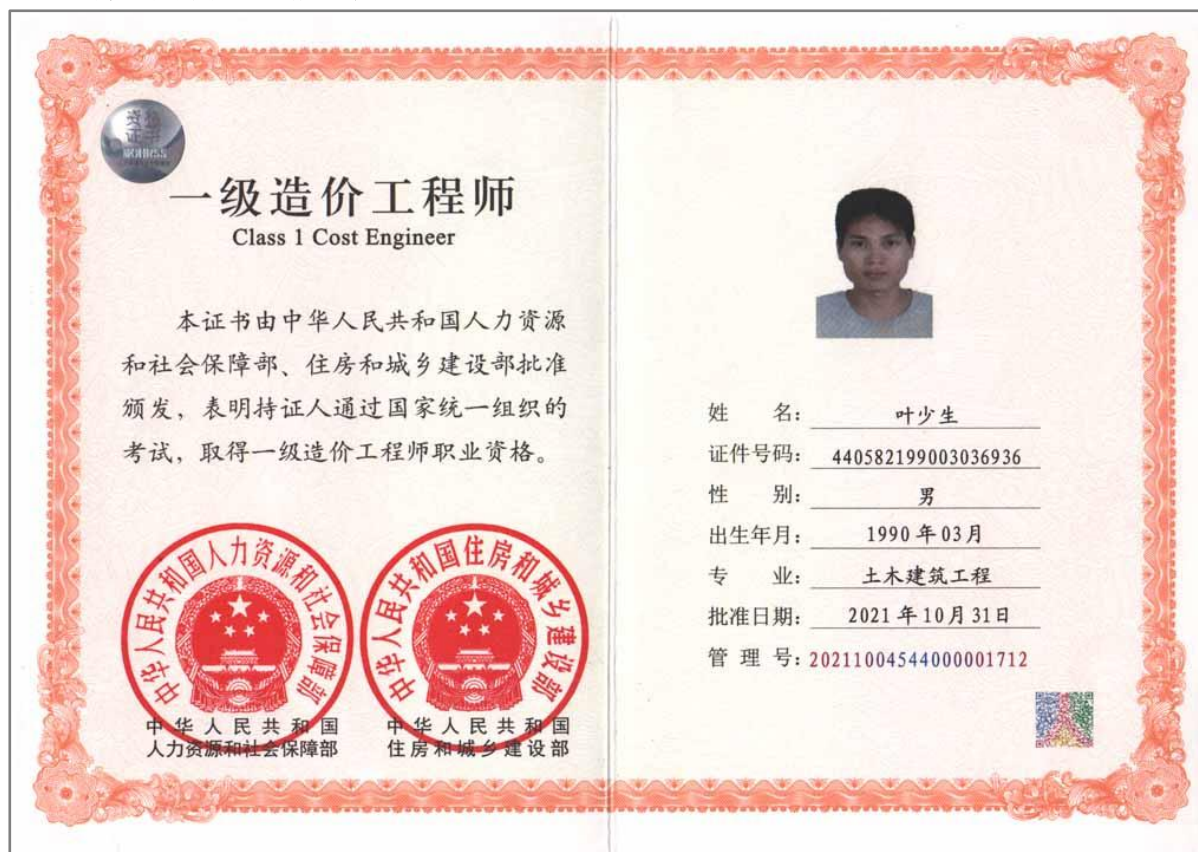 资格
证书
一级造价工程师
Class 1 Cost Engineer
本证书由中华人民共和国人力资源
和社会保障部、住房和城乡建设部批准
颁发，表明持证人通过国家统一组织的
考试，取得一级造价工程师职业资格。
中华人民共和国人力资源和社会保障部
中华人民共和国住房和城乡建设部
中华人民共和国
人力资源和社会保障部
中华人民共和国
住房和城乡建设部
姓 名： 叶少生
证件号码： 440582199003036936
性 别： 男
出生年月： 1990年03月
专 业： 土木建筑工程
批准日期： 2021年10月31日
管 理 号: 20211004544000001712